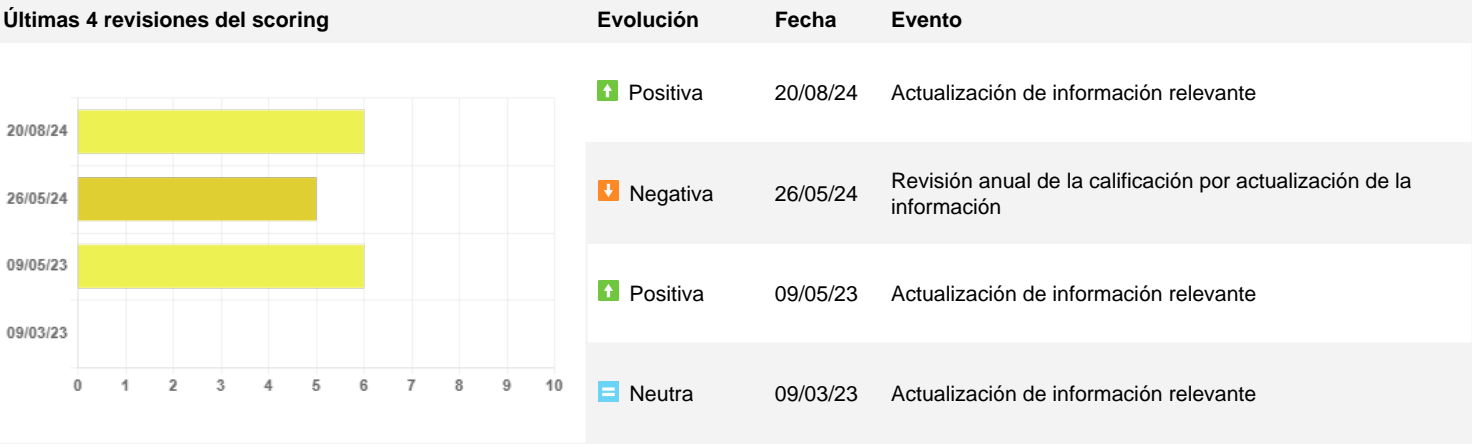 Últimas 4 revisiones del scoring
Evolución Fecha Evento
20/08/24
26/05/24
09/05/23
09/03/23
0 1 2 3 4 5 6 7 8 9 10
Positiva 20/08/24 Actualización de información relevante
Negativa 26/05/24 Revisión anual de la calificación por actualización de la
información
Positiva 09/05/23 Actualización de información relevante
Neutra 09/03/23 Actualización de información relevante